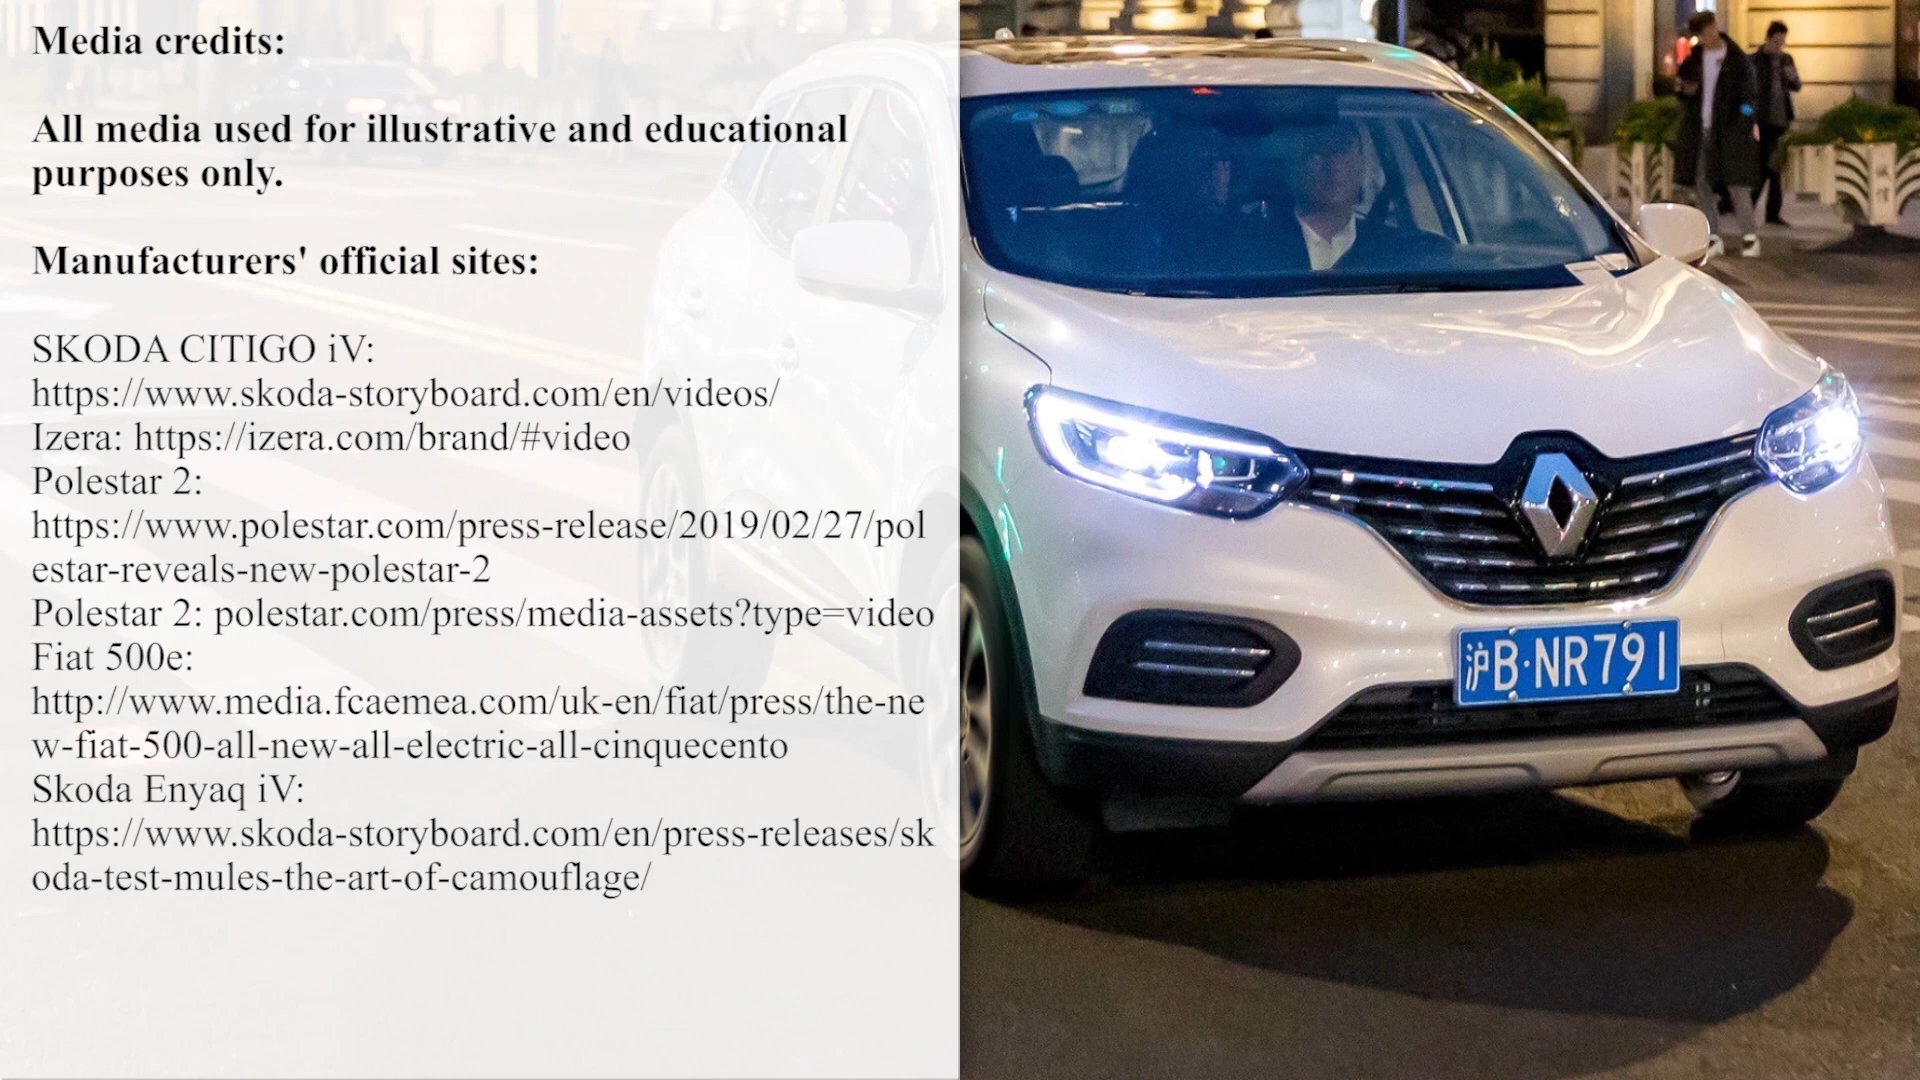 Media credits:
All media used for illustrative and educational
purposes only.
Manufacturers' official sites:
SKODA CITIGO iV:
https://www.skoda-storyboard.com/en/videos/
Izera: https://izera.com/brand/#video
Polestar 2:
https://www.polestar.com/press-release/2019/02/27/pol
estar-reveals-new-polestar-2
Polestar 2: polestar.com/press/media-assets?type=video
Fiat 500e:
http://www.media.fcaemea.com/uk-en/fiat/press/the-ne
w-fiat-500-all-new-all-electric-all-cinquecento
Skoda Enyaq iV:
https://www.skoda-storyboard.com/en/press-releases/sk
oda-test-mules-the-art-of-camouflage/
沪B·NR791